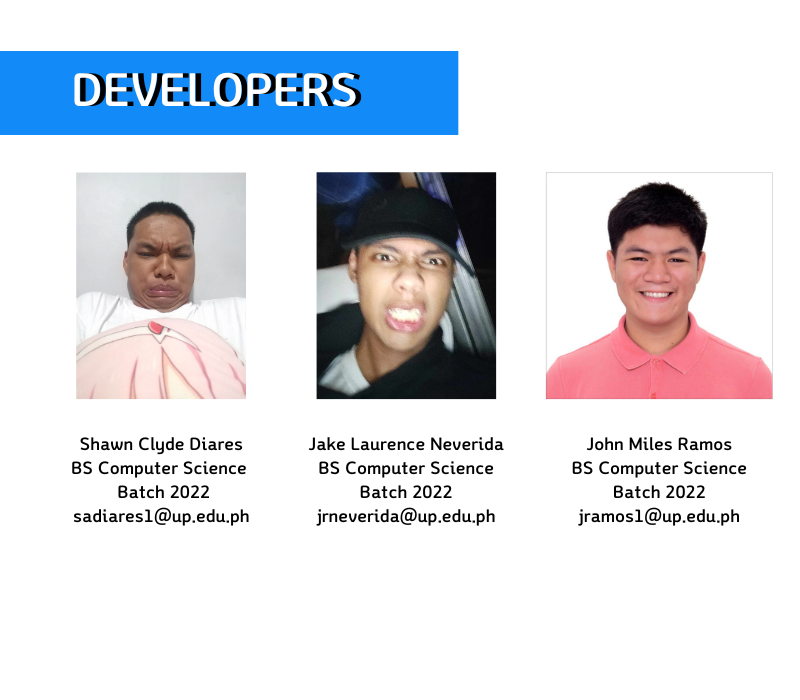 DEVELOPERS
Shawn Clyde Diares
BS Computer Science
Batch 2022
sadiares1@up.edu.ph
Jake Laurence Neverida
BS Computer Science
Batch 2022
jrneverida@up.edu.ph
John Miles Ramos
BS Computer Science
Batch 2022
jramos1@up.edu.ph